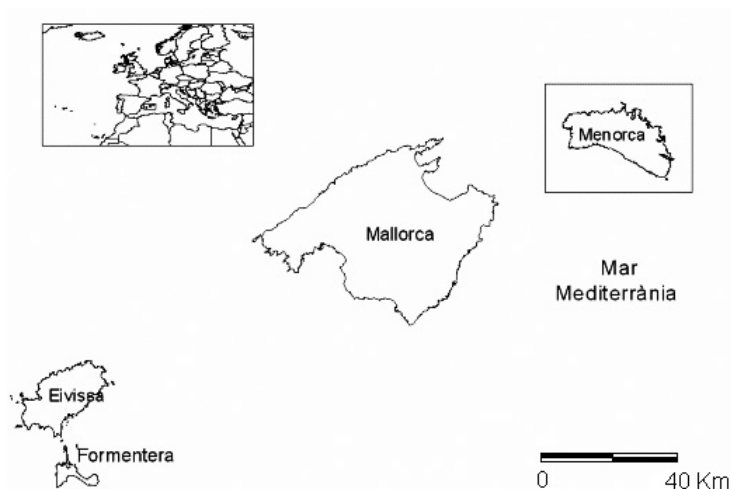 Menorca
Mallorca
Mar
Mediterrània
Eivissa
Formentera
0 40 Km